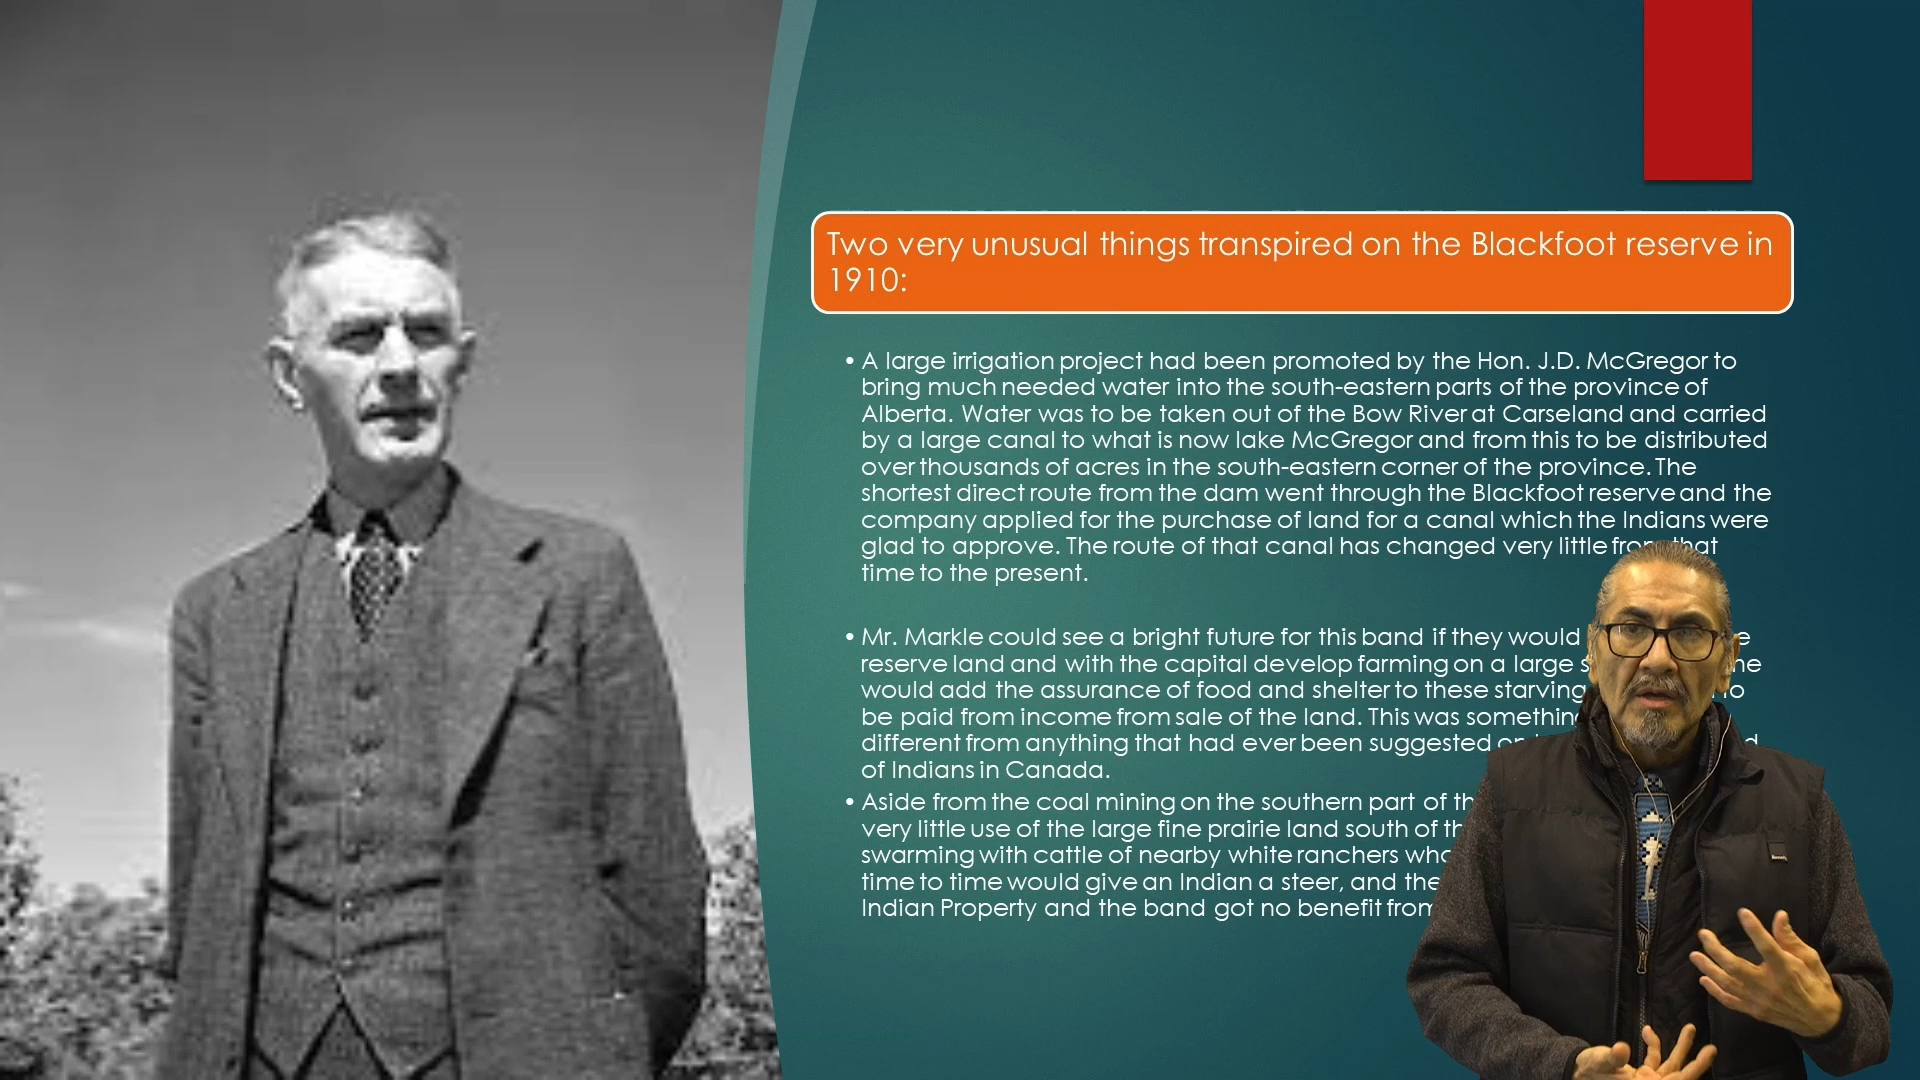 Two very unusual things transpired on the Blackfoot reserve in
1910:
• A large irrigation project had been promoted by the Hon. J.D. McGregor to
bring much needed water into the south-eastern parts of the province of
Alberta. Water was to be taken out of the Bow River at Carseland and carried
by a large canal to what is now lake McGregor and from this to be distributed
over thousands of acres in the south-eastern corner of the province. The
shortest direct route from the dam went through the Blackfoot reserve and the
company applied for the purchase of land for a canal which the Indians were
glad to approve. The route of that canal has changed very little from that
time to the present.
• Mr. Markle could see a bright future for this band if they would
reserve land and with the capital develop farming on a large
would add the assurance of food and shelter to these starving to
be paid from income from sale of the land. This was something
different from anything that had ever been suggested
of Indians in Canada.
• Aside from the coal mining on the southern part of
very little use of the large fine prairie land south of
swarming with cattle of nearby white ranchers
time to time would give an Indian a steer, and
Indian Property and the band got no benefit from